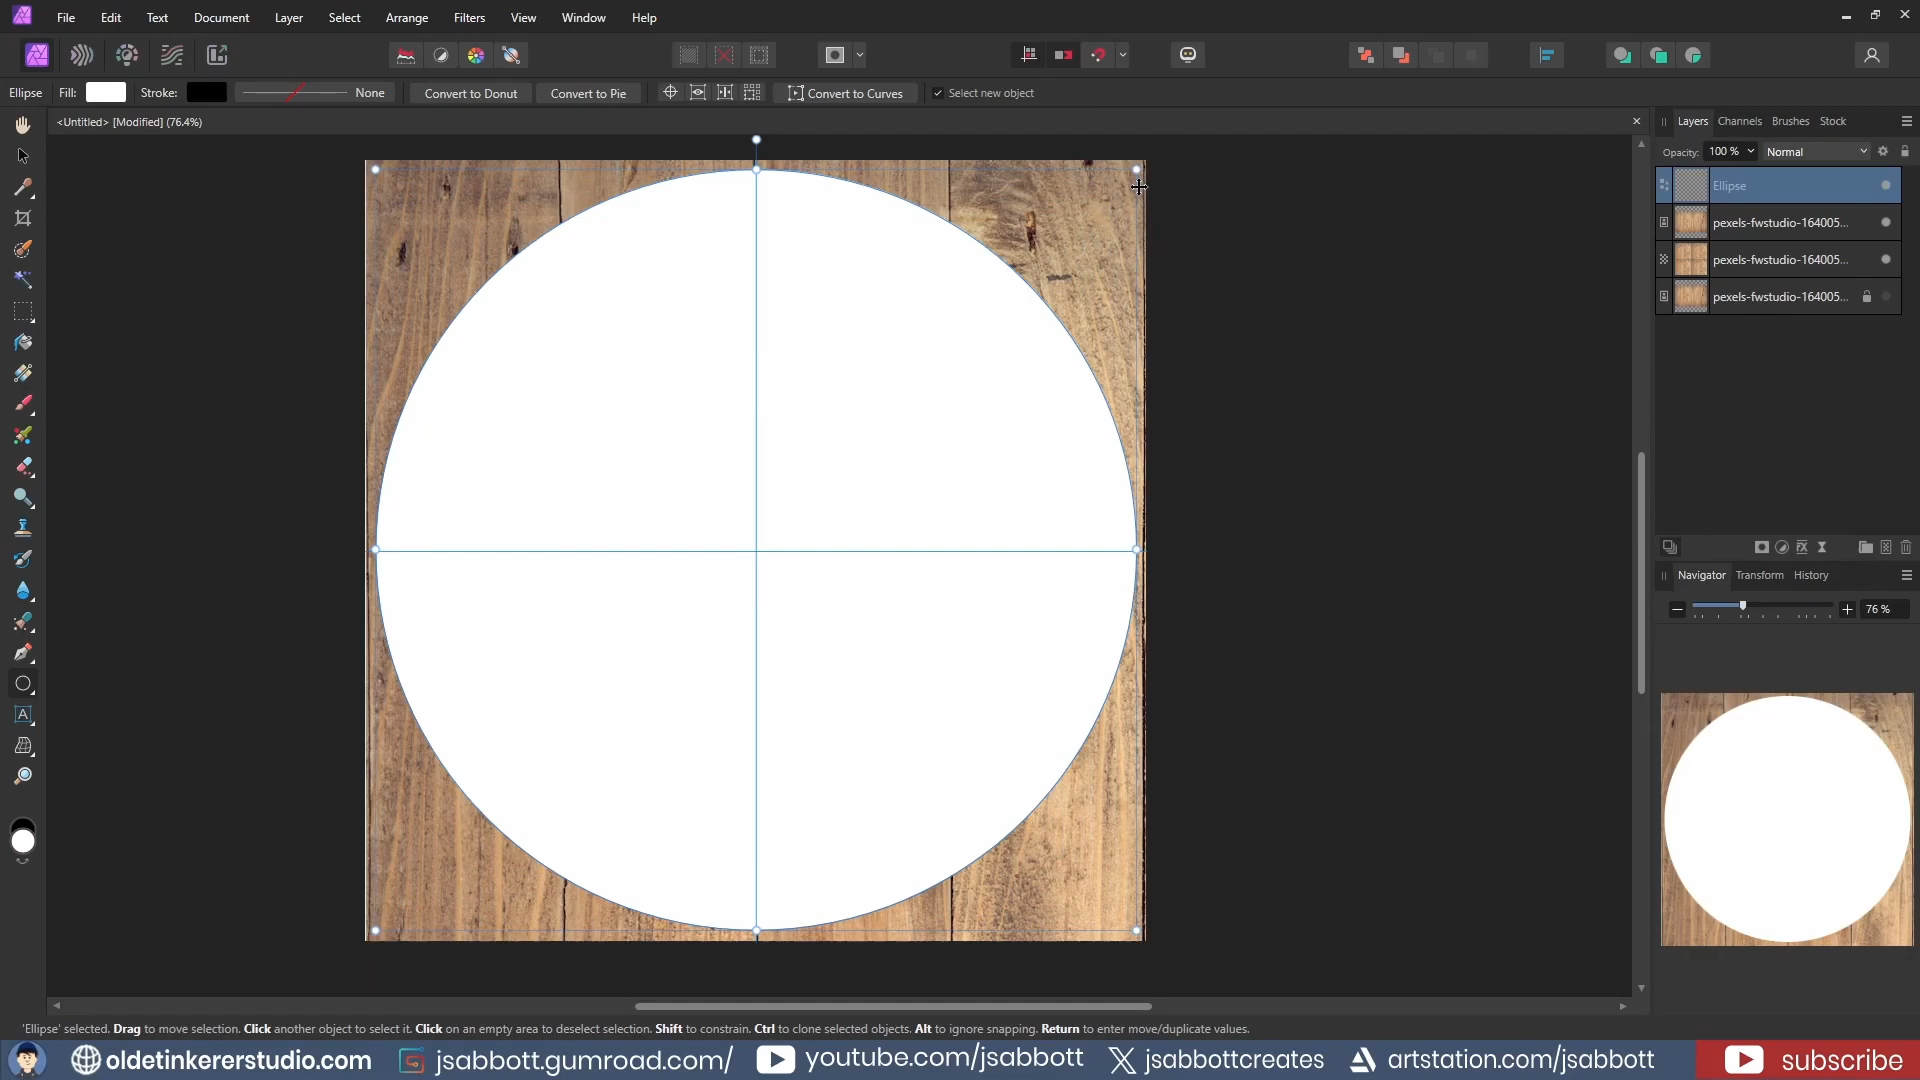 File Edit Text Document Layer Select Arrange Filters View Window Help
Ellipse Fill: Stroke: None Convert to Donut Convert to Pie Convert to Curves Select new object
<Untitled> [Modified] (76.4%)
Layers Channels Brushes Stock
Opacity: 100 % Normal
Ellipse
pexels-fwstudio-164005...
pexels-fwstudio-164005...
pexels-fwstudio-164005...
fx
Navigator Transform History
76 %
A
'Ellipse' selected. Drag to move selection. Click another object to select it. Click on an empty area to deselect selection. Shift to constrain. Ctrl to clone selected objects. Alt to ignore snapping. Return to enter move/duplicate values.
oldetinkererstudio.com jsabbott.gumroad.com/ youtube.com/jsabbott jsabbottcreates artstation.com/jsabbott subscribe